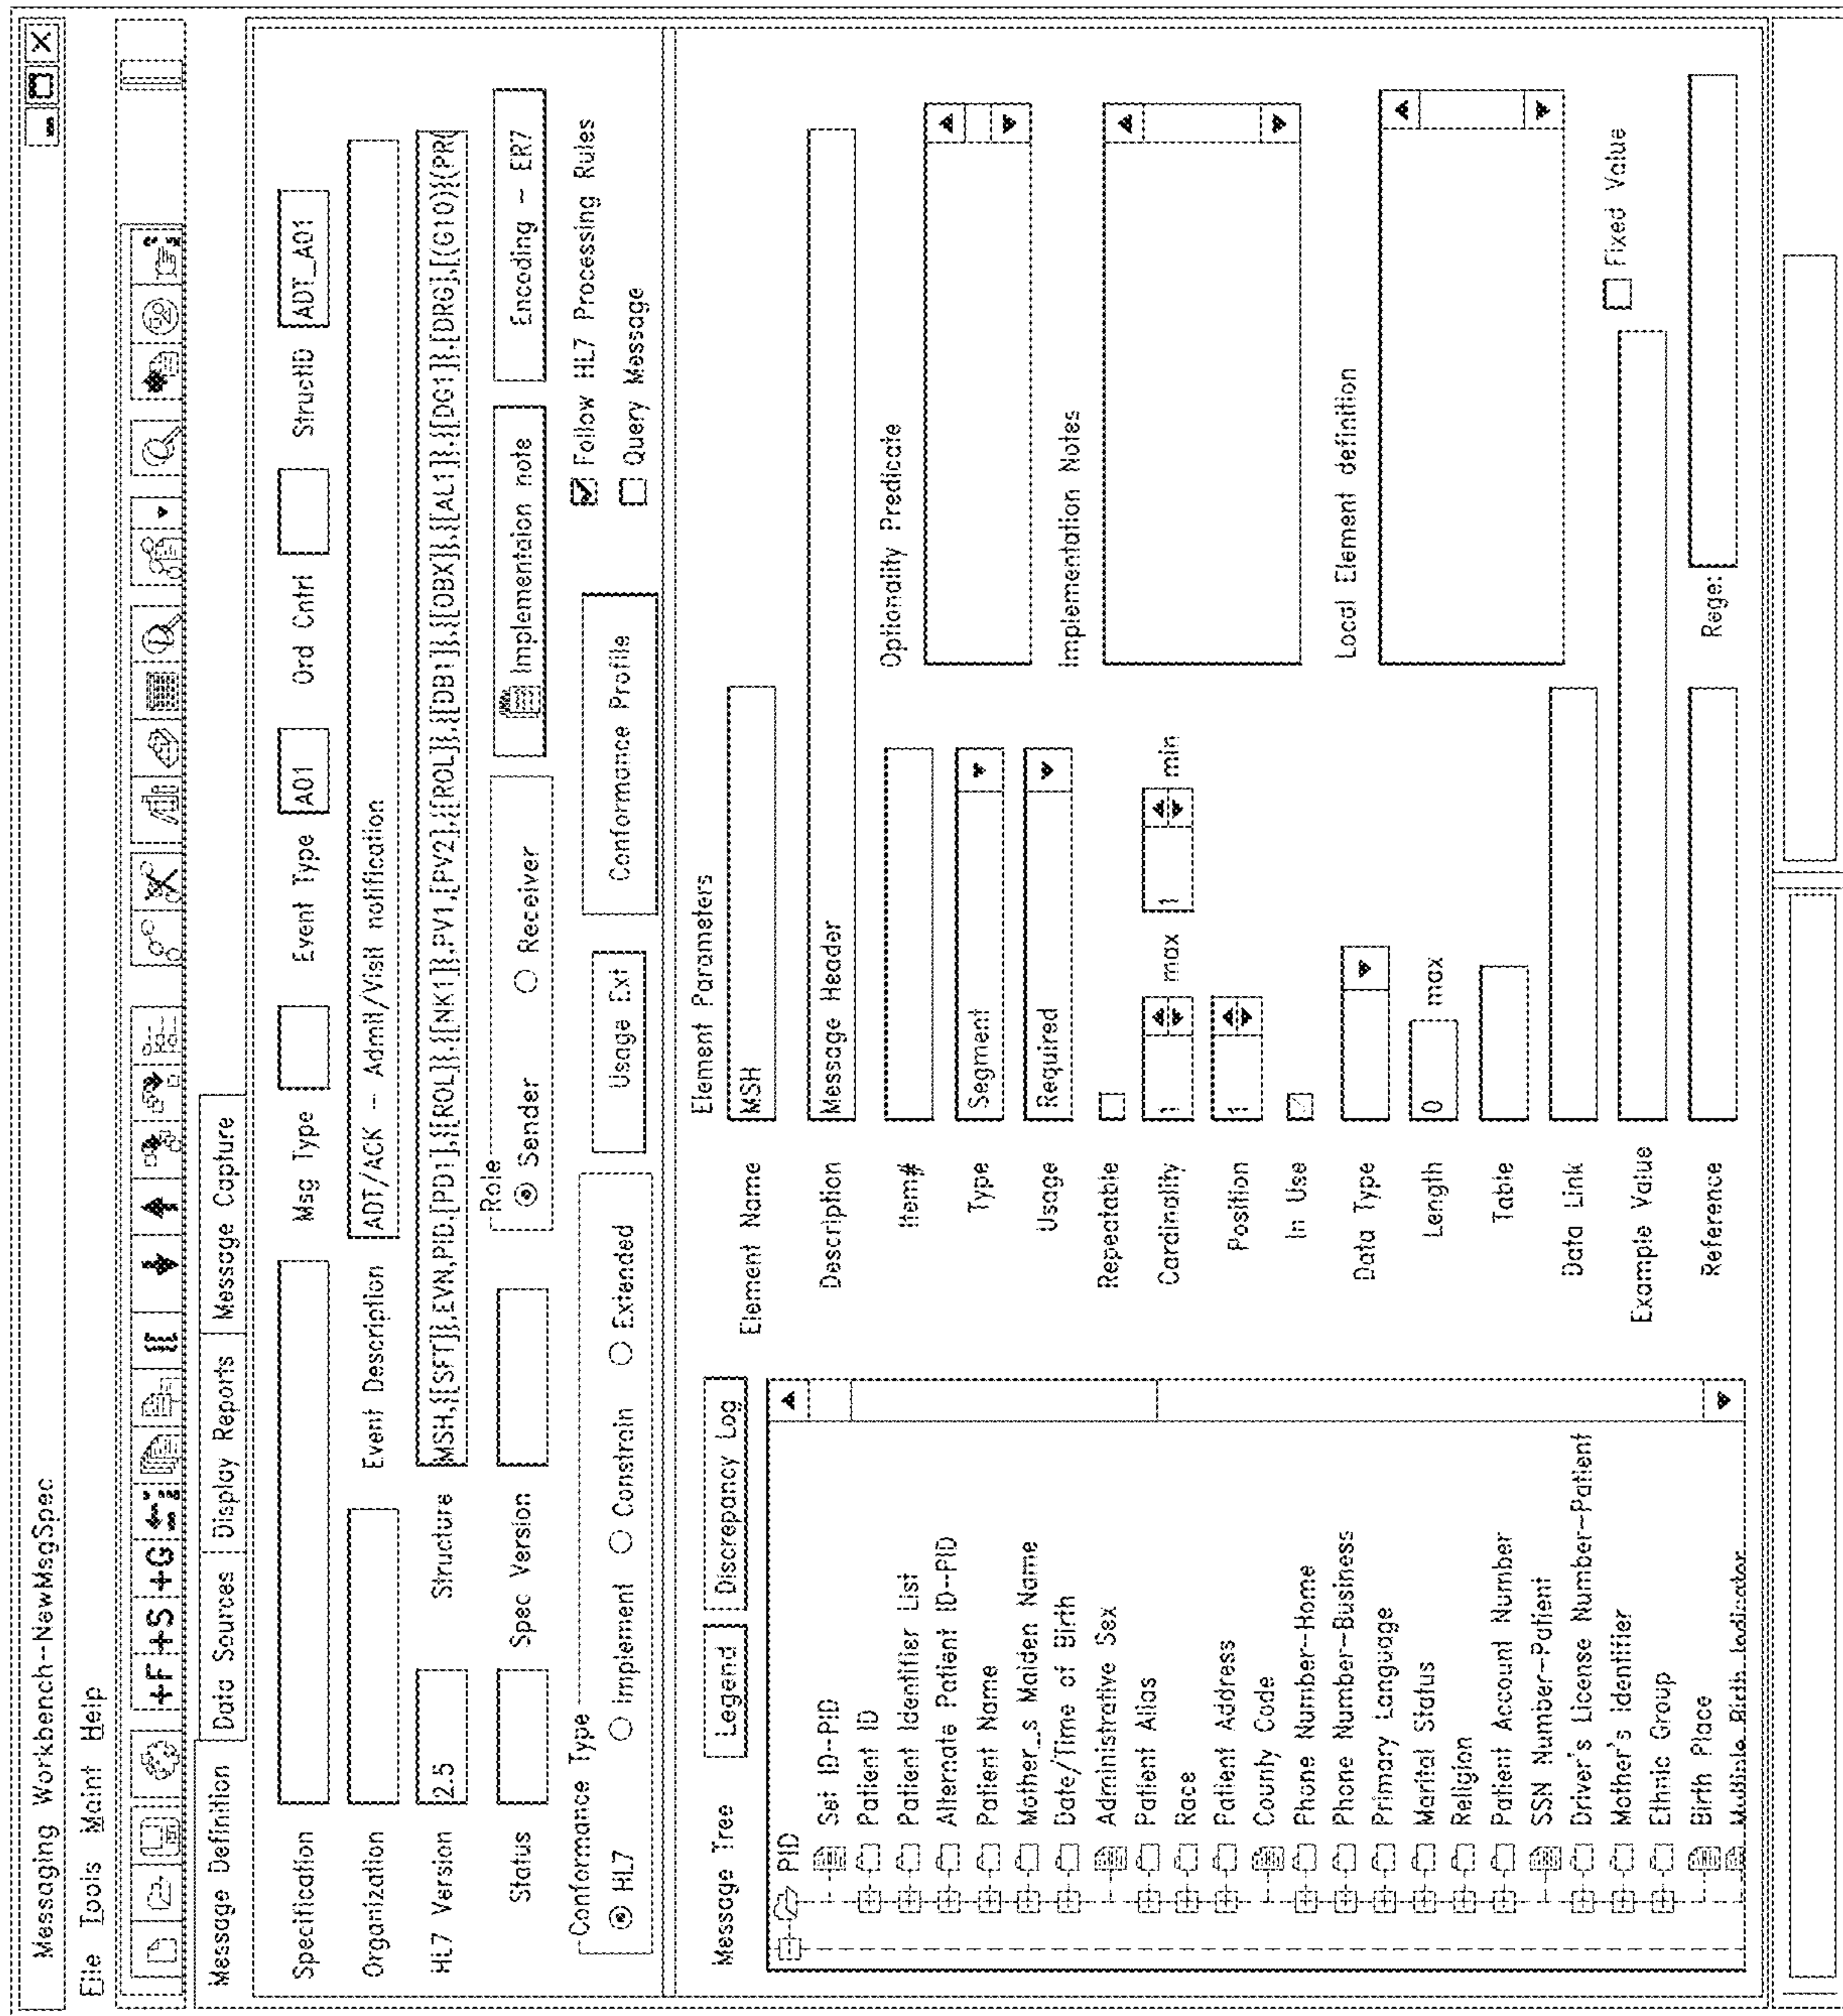 Messaging Workbench--NewMsgSpec
File Tools Maint Help
+F +S +G
Message Definition Data Sources Display Reports Message Capture
Specification Msg Type Event Type A01 Ord Cntrl StructID ADT_A01
Organization Event Description ADT/ACK -- Admit/Visit notification
HL7 Version 2.5 Structure MSH,{[SFT]},EVN,PID,[PD1],{[ROL]},{[NK1]},PV1,[PV2],{[ROL]},{[DB1]},{[OBX]},{[AL1]},{[DG1]},[DRG],[{G10}]{PR(
Status Spec Version Role Sender Receiver Implementaion note Encoding - ER7
Conformance Type
HL7 Implement Constrain Extended Usage Ext Conformance Profile
Follow HL7 Processing Rules
Query Message
Message Tree Legend Discrepancy Log
PID
Set ID--PID
Patient ID
Patient Identifier List
Alternate Patient ID--PID
Patient Name
Mother_s Maiden Name
Date/Time of Birth
Administrative Sex
Patient Alias
Race
Patient Address
County Code
Phone Number-Home
Phone Number-Business
Primary Language
Marital Status
Religion
Patient Account Number
SSN Number-Patient
Driver's License Number-Patient
Mother's Identifier
Ethnic Group
Birth Place
Multiple Birth Indicator
Element Parameters
Element Name MSH
Description Message Header
Item#
Type Segment
Usage Required
Repeatable
Cardinality 1 max 1 min
Position 1
In Use
Data Type
Length 0 max
Table
Data Link
Example Value Fixed Value
Reference Rege:
Optionality Predicate
Implementation Notes
Local Element definition